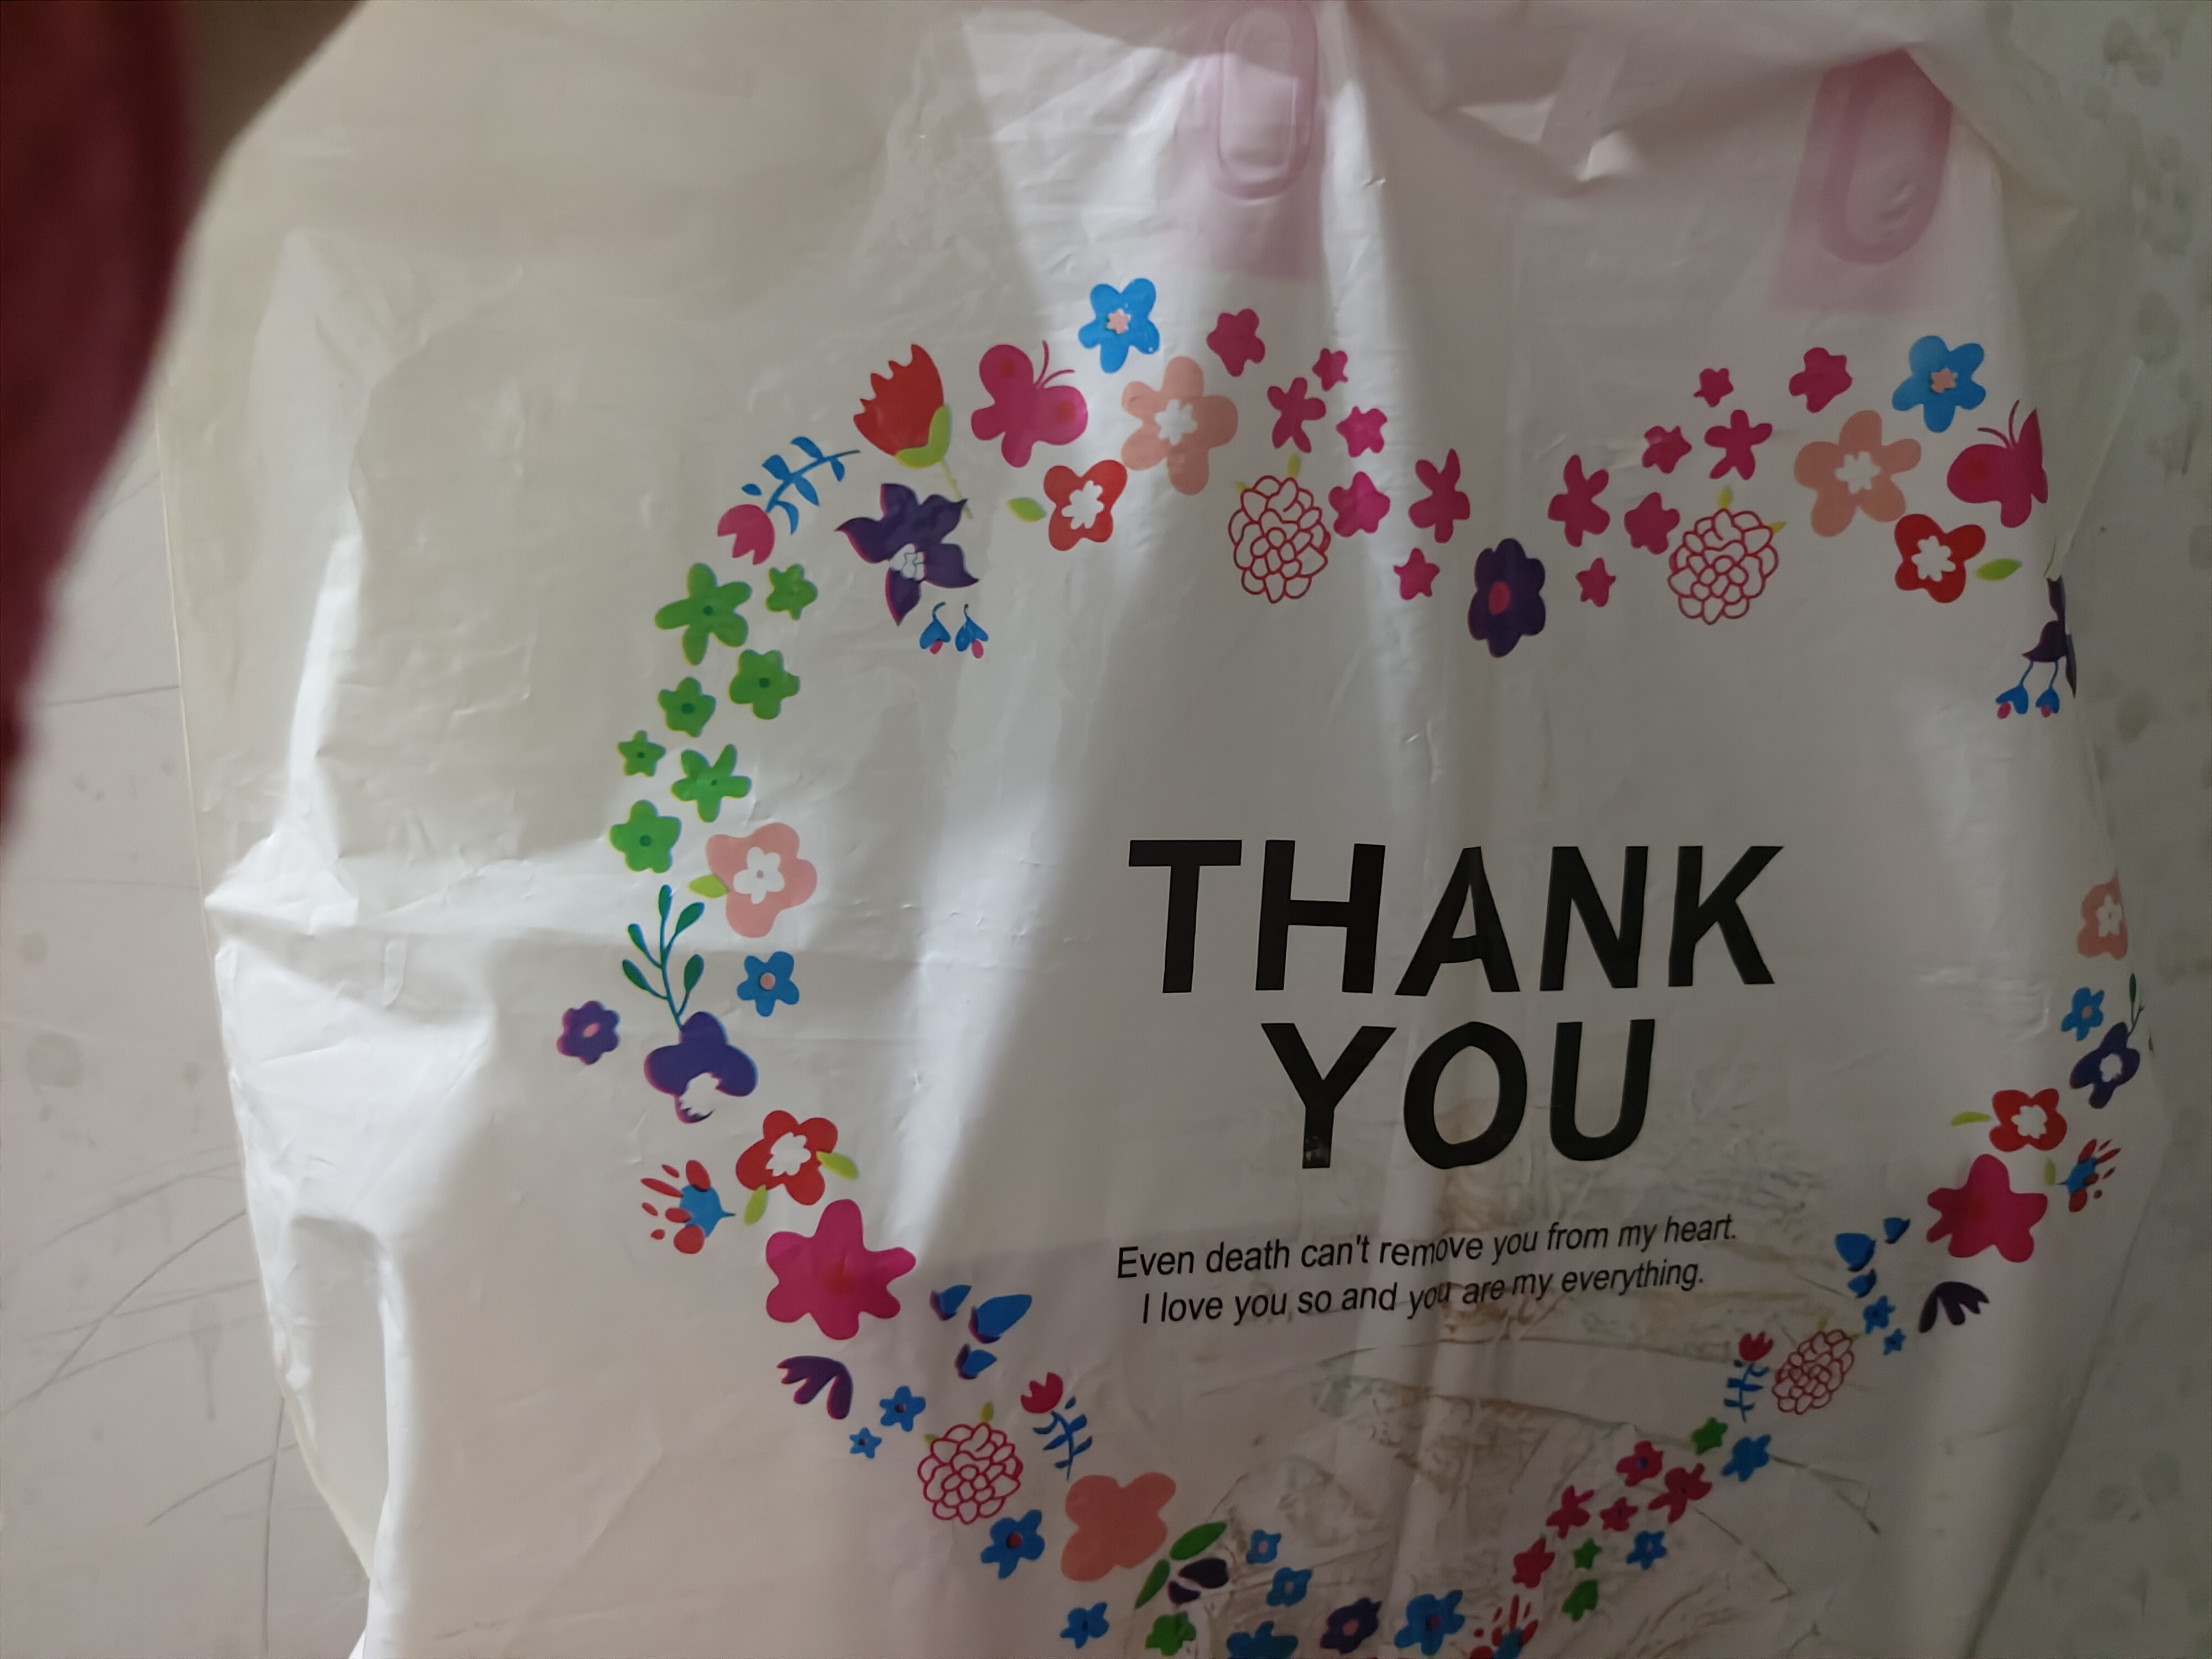 THANK
YOU
Even death can't remove you from my heart.
I love you so and you are my everything.